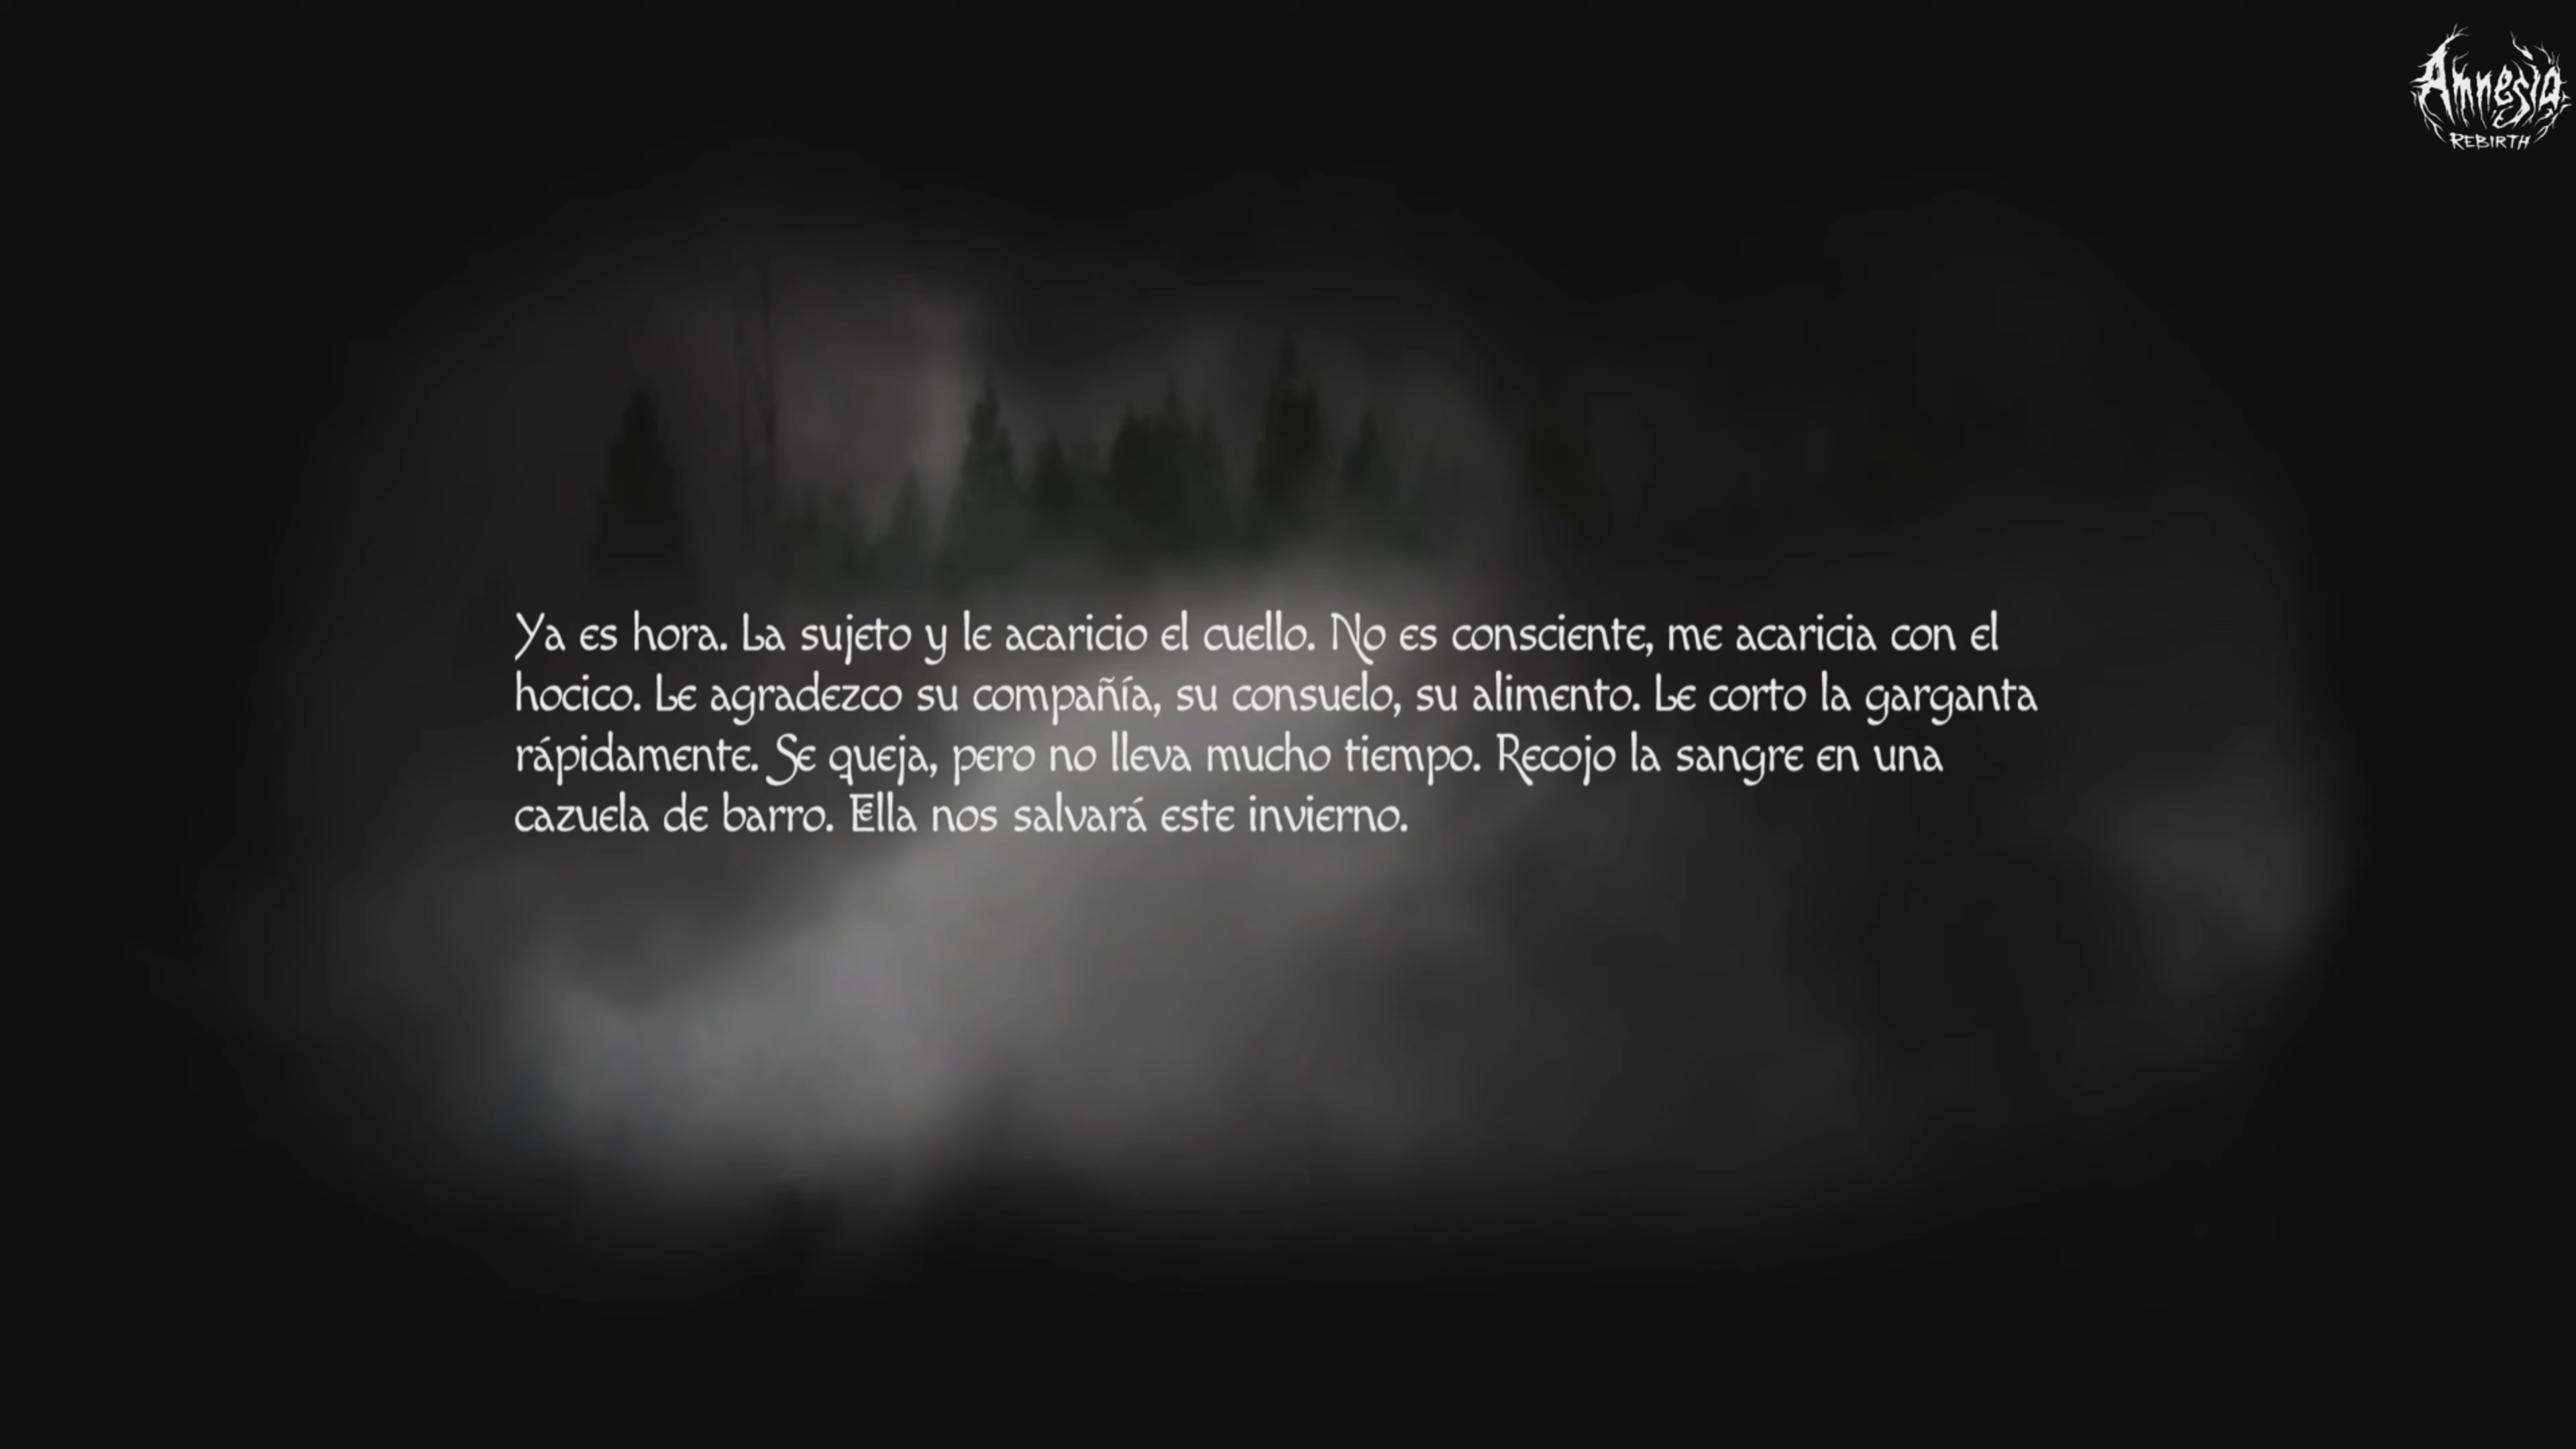 Amnesia
REBIRTH
Ya es hora. La sujeto y le acaricio el cuello. No es consciente, me acaricia con el
hocico. Le agradezco su compañía, su consuelo, su alimento. Le corto la garganta
rápidamente. Se queja, pero no lleva mucho tiempo. Recojo la sangre en una
cazuela de barro. Ella nos salvará este invierno.